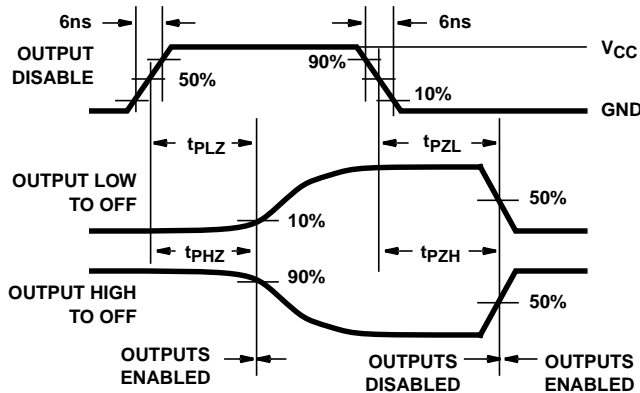 6ns
6ns
OUTPUT
DISABLE
50%
90%
10%
VCC
GND
tPLZ
tPZL
OUTPUT LOW
TO OFF
10%
50%
tPHZ
tPZH
OUTPUT HIGH
TO OFF
90%
50%
OUTPUTS
ENABLED
OUTPUTS
DISABLED
OUTPUTS
ENABLED